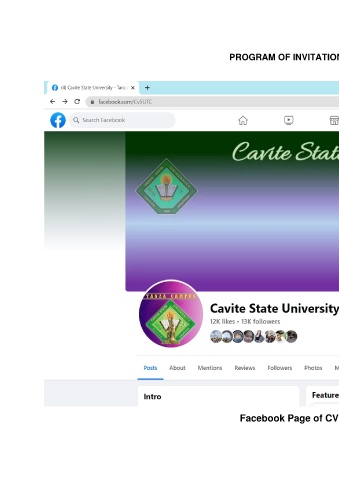 PROGRAM OF INVITATION
(4) Cavite State University - Tanz
facebook.com/CvSUTC
Search Facebook
Cavite State
TANZA CAMPUS
Cavite State University
12K likes • 13K followers
Posts About Mentions Reviews Followers Photos M
Intro
Feature
Facebook Page of CV